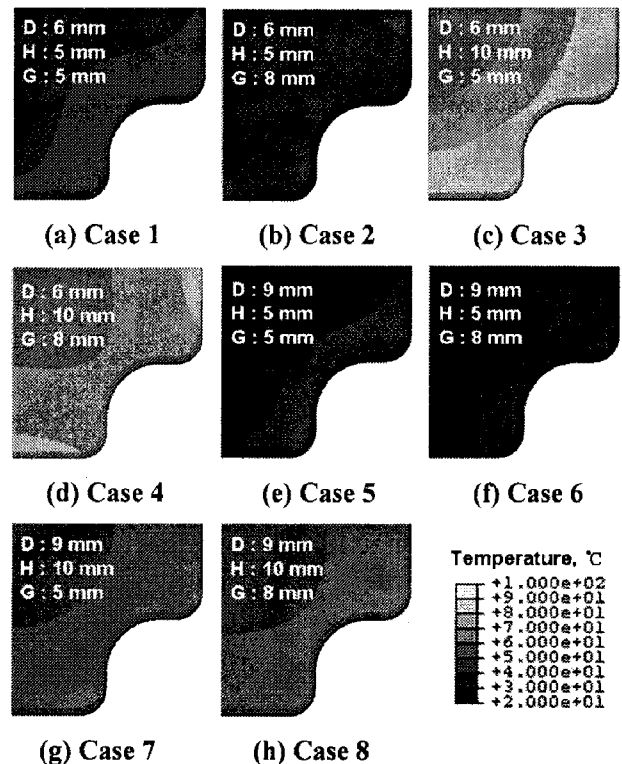 D : 6 mm
H : 5 mm
G : 5 mm
(a) Case 1
D : 6 mm
H : 5 mm
G : 8 mm
(b) Case 2
D : 6 mm
H : 10 mm
G : 5 mm
(c) Case 3
D : 6 mm
H : 10 mm
G : 8 mm
(d) Case 4
D : 9 mm
H : 5 mm
G : 5 mm
(e) Case 5
D : 9 mm
H : 5 mm
G : 8 mm
(f) Case 6
D : 9 mm
H : 10 mm
G : 5 mm
(g) Case 7
D : 9 mm
H : 10 mm
G : 8 mm
(h) Case 8
Temperature, ℃
+1.000e+02
+9.000e+01
+8.000e+01
+7.000e+01
+6.000e+01
+5.000e+01
+4.000e+01
+3.000e+01
+2.000e+01